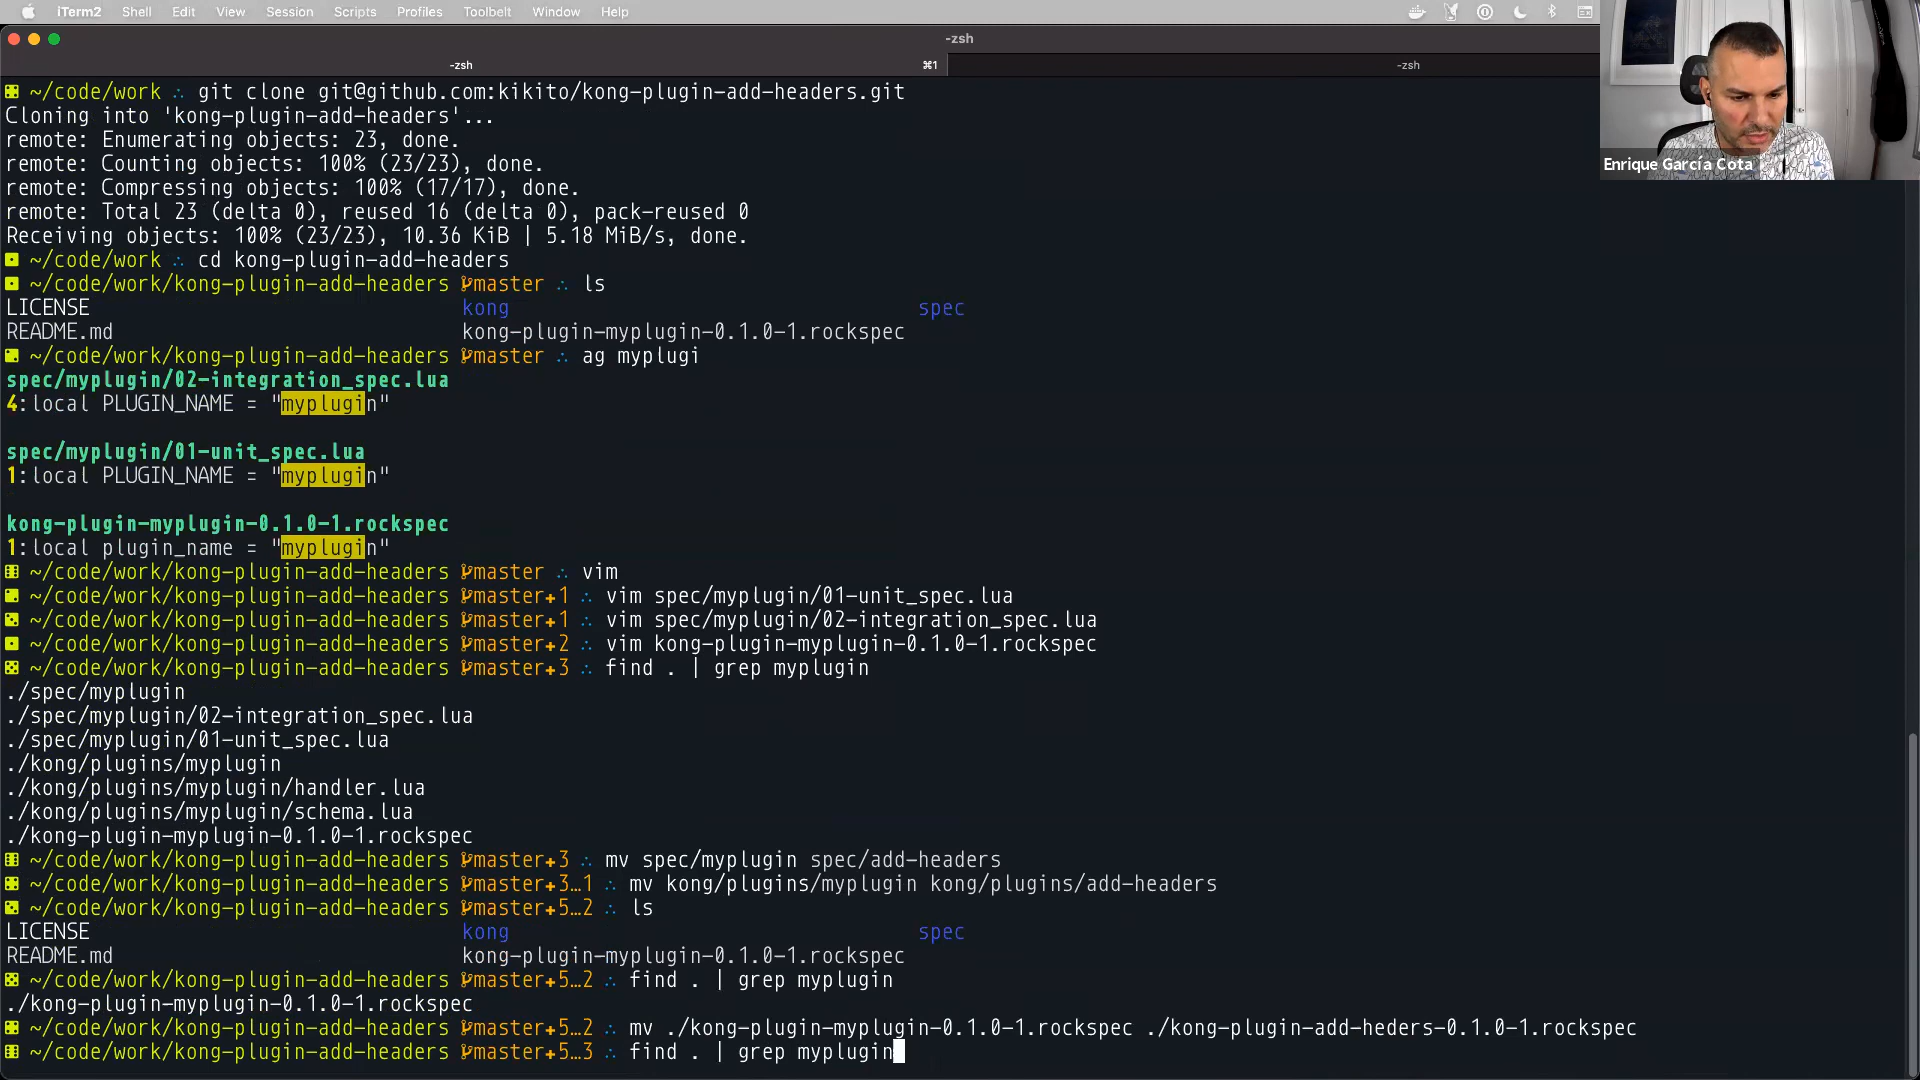 iTerm2 Shell Edit View Session Scripts Profiles Toolbelt Window Help
-zsh
-zsh ⌘1 -zsh
~/code/work ∴ git clone git@github.com:kikito/kong-plugin-add-headers.git
Cloning into 'kong-plugin-add-headers'...
remote: Enumerating objects: 23, done.
remote: Counting objects: 100% (23/23), done.
remote: Compressing objects: 100% (17/17), done.
remote: Total 23 (delta 0), reused 16 (delta 0), pack-reused 0
Receiving objects: 100% (23/23), 10.36 KiB | 5.18 MiB/s, done.
~/code/work ∴ cd kong-plugin-add-headers
~/code/work/kong-plugin-add-headers master ∴ ls
LICENSE kong spec
README.md kong-plugin-myplugin-0.1.0-1.rockspec
~/code/work/kong-plugin-add-headers master ∴ ag myplugi
spec/myplugin/02-integration_spec.lua
4:local PLUGIN_NAME = "myplugin"
spec/myplugin/01-unit_spec.lua
1:local PLUGIN_NAME = "myplugin"
kong-plugin-myplugin-0.1.0-1.rockspec
1:local plugin_name = "myplugin"
~/code/work/kong-plugin-add-headers master ∴ vim
~/code/work/kong-plugin-add-headers master+1 ∴ vim spec/myplugin/01-unit_spec.lua
~/code/work/kong-plugin-add-headers master+1 ∴ vim spec/myplugin/02-integration_spec.lua
~/code/work/kong-plugin-add-headers master+2 ∴ vim kong-plugin-myplugin-0.1.0-1.rockspec
~/code/work/kong-plugin-add-headers master+3 ∴ find . | grep myplugin
./spec/myplugin
./spec/myplugin/02-integration_spec.lua
./spec/myplugin/01-unit_spec.lua
./kong/plugins/myplugin
./kong/plugins/myplugin/handler.lua
./kong/plugins/myplugin/schema.lua
./kong-plugin-myplugin-0.1.0-1.rockspec
~/code/work/kong-plugin-add-headers master+3 ∴ mv spec/myplugin spec/add-headers
~/code/work/kong-plugin-add-headers master+3…1 ∴ mv kong/plugins/myplugin kong/plugins/add-headers
~/code/work/kong-plugin-add-headers master+5…2 ∴ ls
LICENSE kong spec
README.md kong-plugin-myplugin-0.1.0-1.rockspec
~/code/work/kong-plugin-add-headers master+5…2 ∴ find . | grep myplugin
./kong-plugin-myplugin-0.1.0-1.rockspec
~/code/work/kong-plugin-add-headers master+5…2 ∴ mv ./kong-plugin-myplugin-0.1.0-1.rockspec ./kong-plugin-add-heders-0.1.0-1.rockspec
~/code/work/kong-plugin-add-headers master+5…3 ∴ find . | grep myplugin
Enrique García Cota